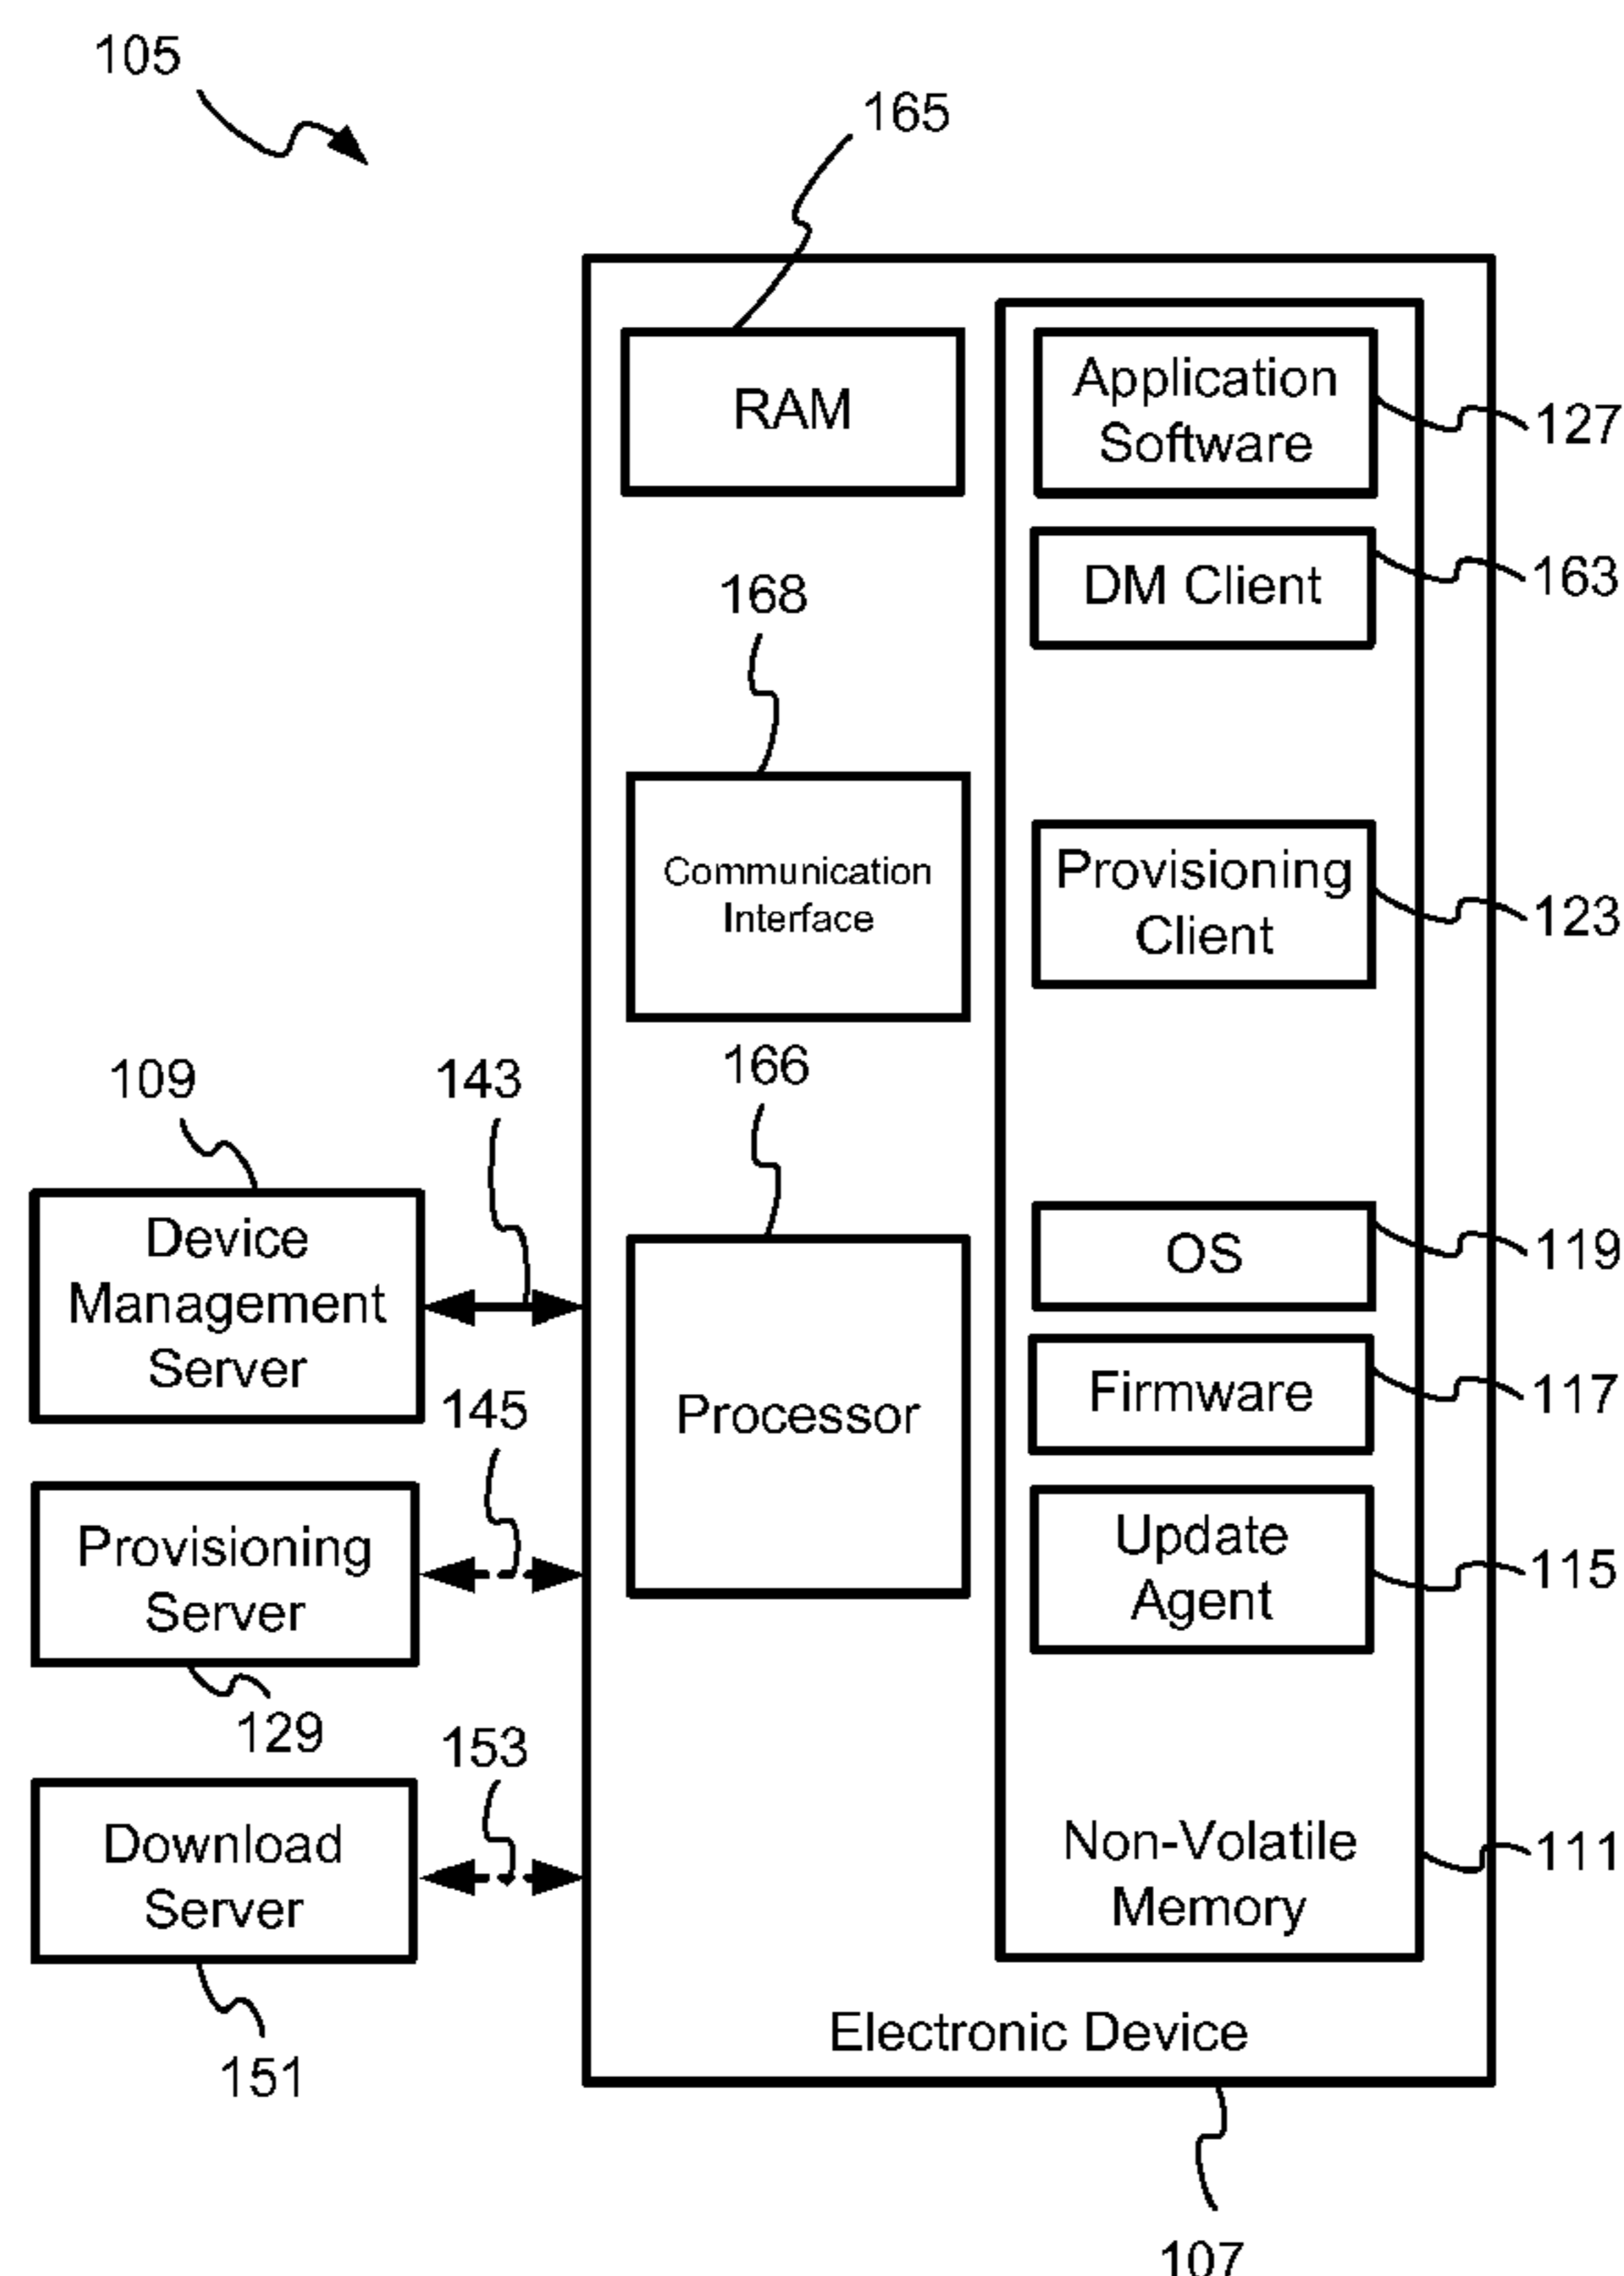 105
165
RAM
Application
Software
127
DM Client
163
168
Communication
Interface
Provisioning
Client
123
166
109
143
Device
Management
Server
OS
119
Processor
Firmware
117
145
Provisioning
Server
Update
Agent
115
129
153
Download
Server
Non-Volatile
Memory
111
Electronic Device
151
107